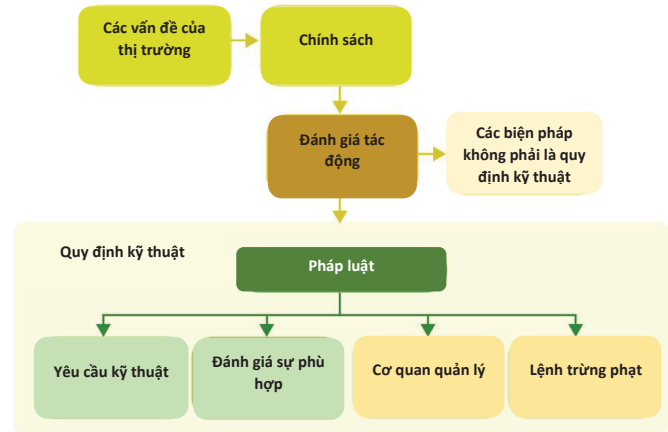 Các vấn đề của
thị trường
Chính sách
Đánh giá tác
động
Các biện pháp
không phải là quy
định kỹ thuật
Quy định kỹ thuật
Pháp luật
Yêu cầu kỹ thuật
Đánh giá sự phù
hợp
Cơ quan quản lý
Lệnh trừng phạt